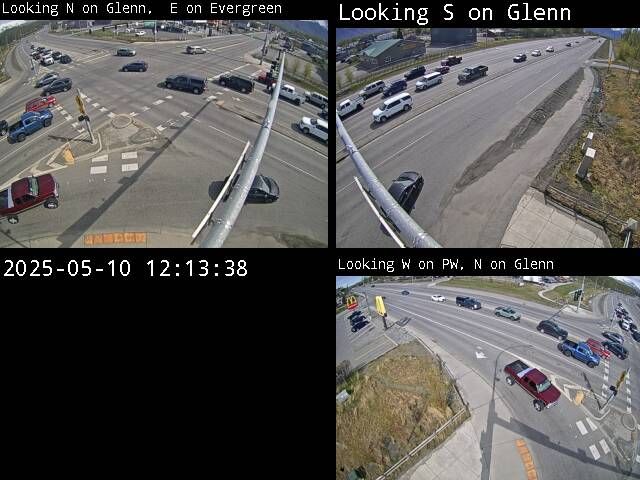 Looking N on Glenn, E on Evergreen
Looking S on Glenn
2025-05-10 12:13:38
Looking W on PW, N on Glenn